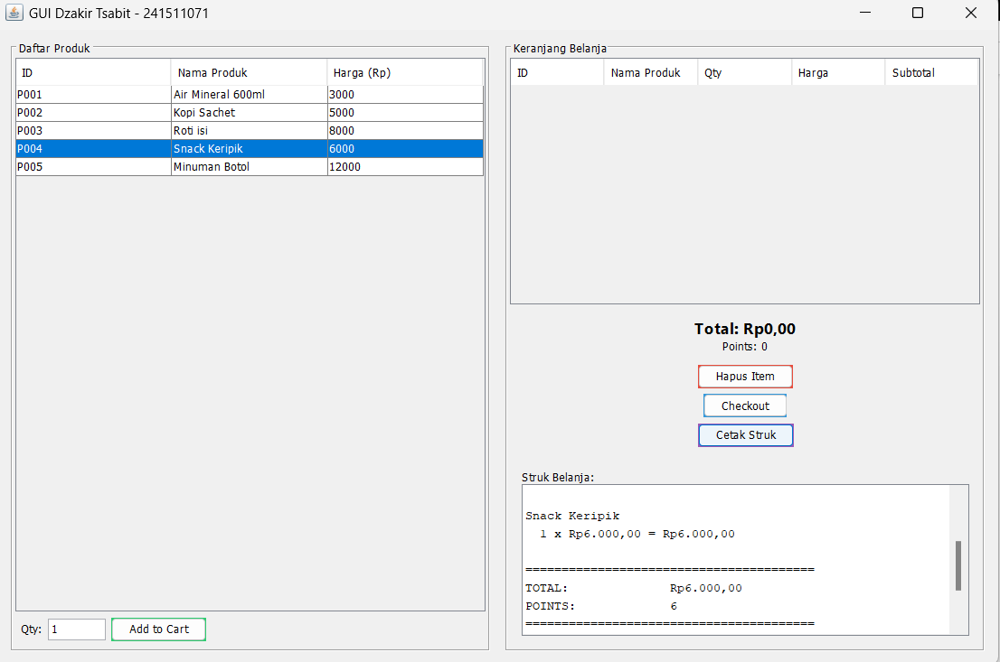 GUI Dzakir Tsabit - 241511071
Daftar Produk
ID Nama Produk Harga (Rp)
P001 Air Mineral 600ml 3000
P002 Kopi Sachet 5000
P003 Roti isi 8000
P004 Snack Keripik 6000
P005 Minuman Botol 12000
Qty: 1 Add to Cart
Keranjang Belanja
ID Nama Produk Qty Harga Subtotal
Total: Rp0,00
Points: 0
Hapus Item
Checkout
Cetak Struk
Struk Belanja:
Snack Keripik
1 x Rp6.000,00 = Rp6.000,00
========================================
TOTAL: Rp6.000,00
POINTS: 6
========================================